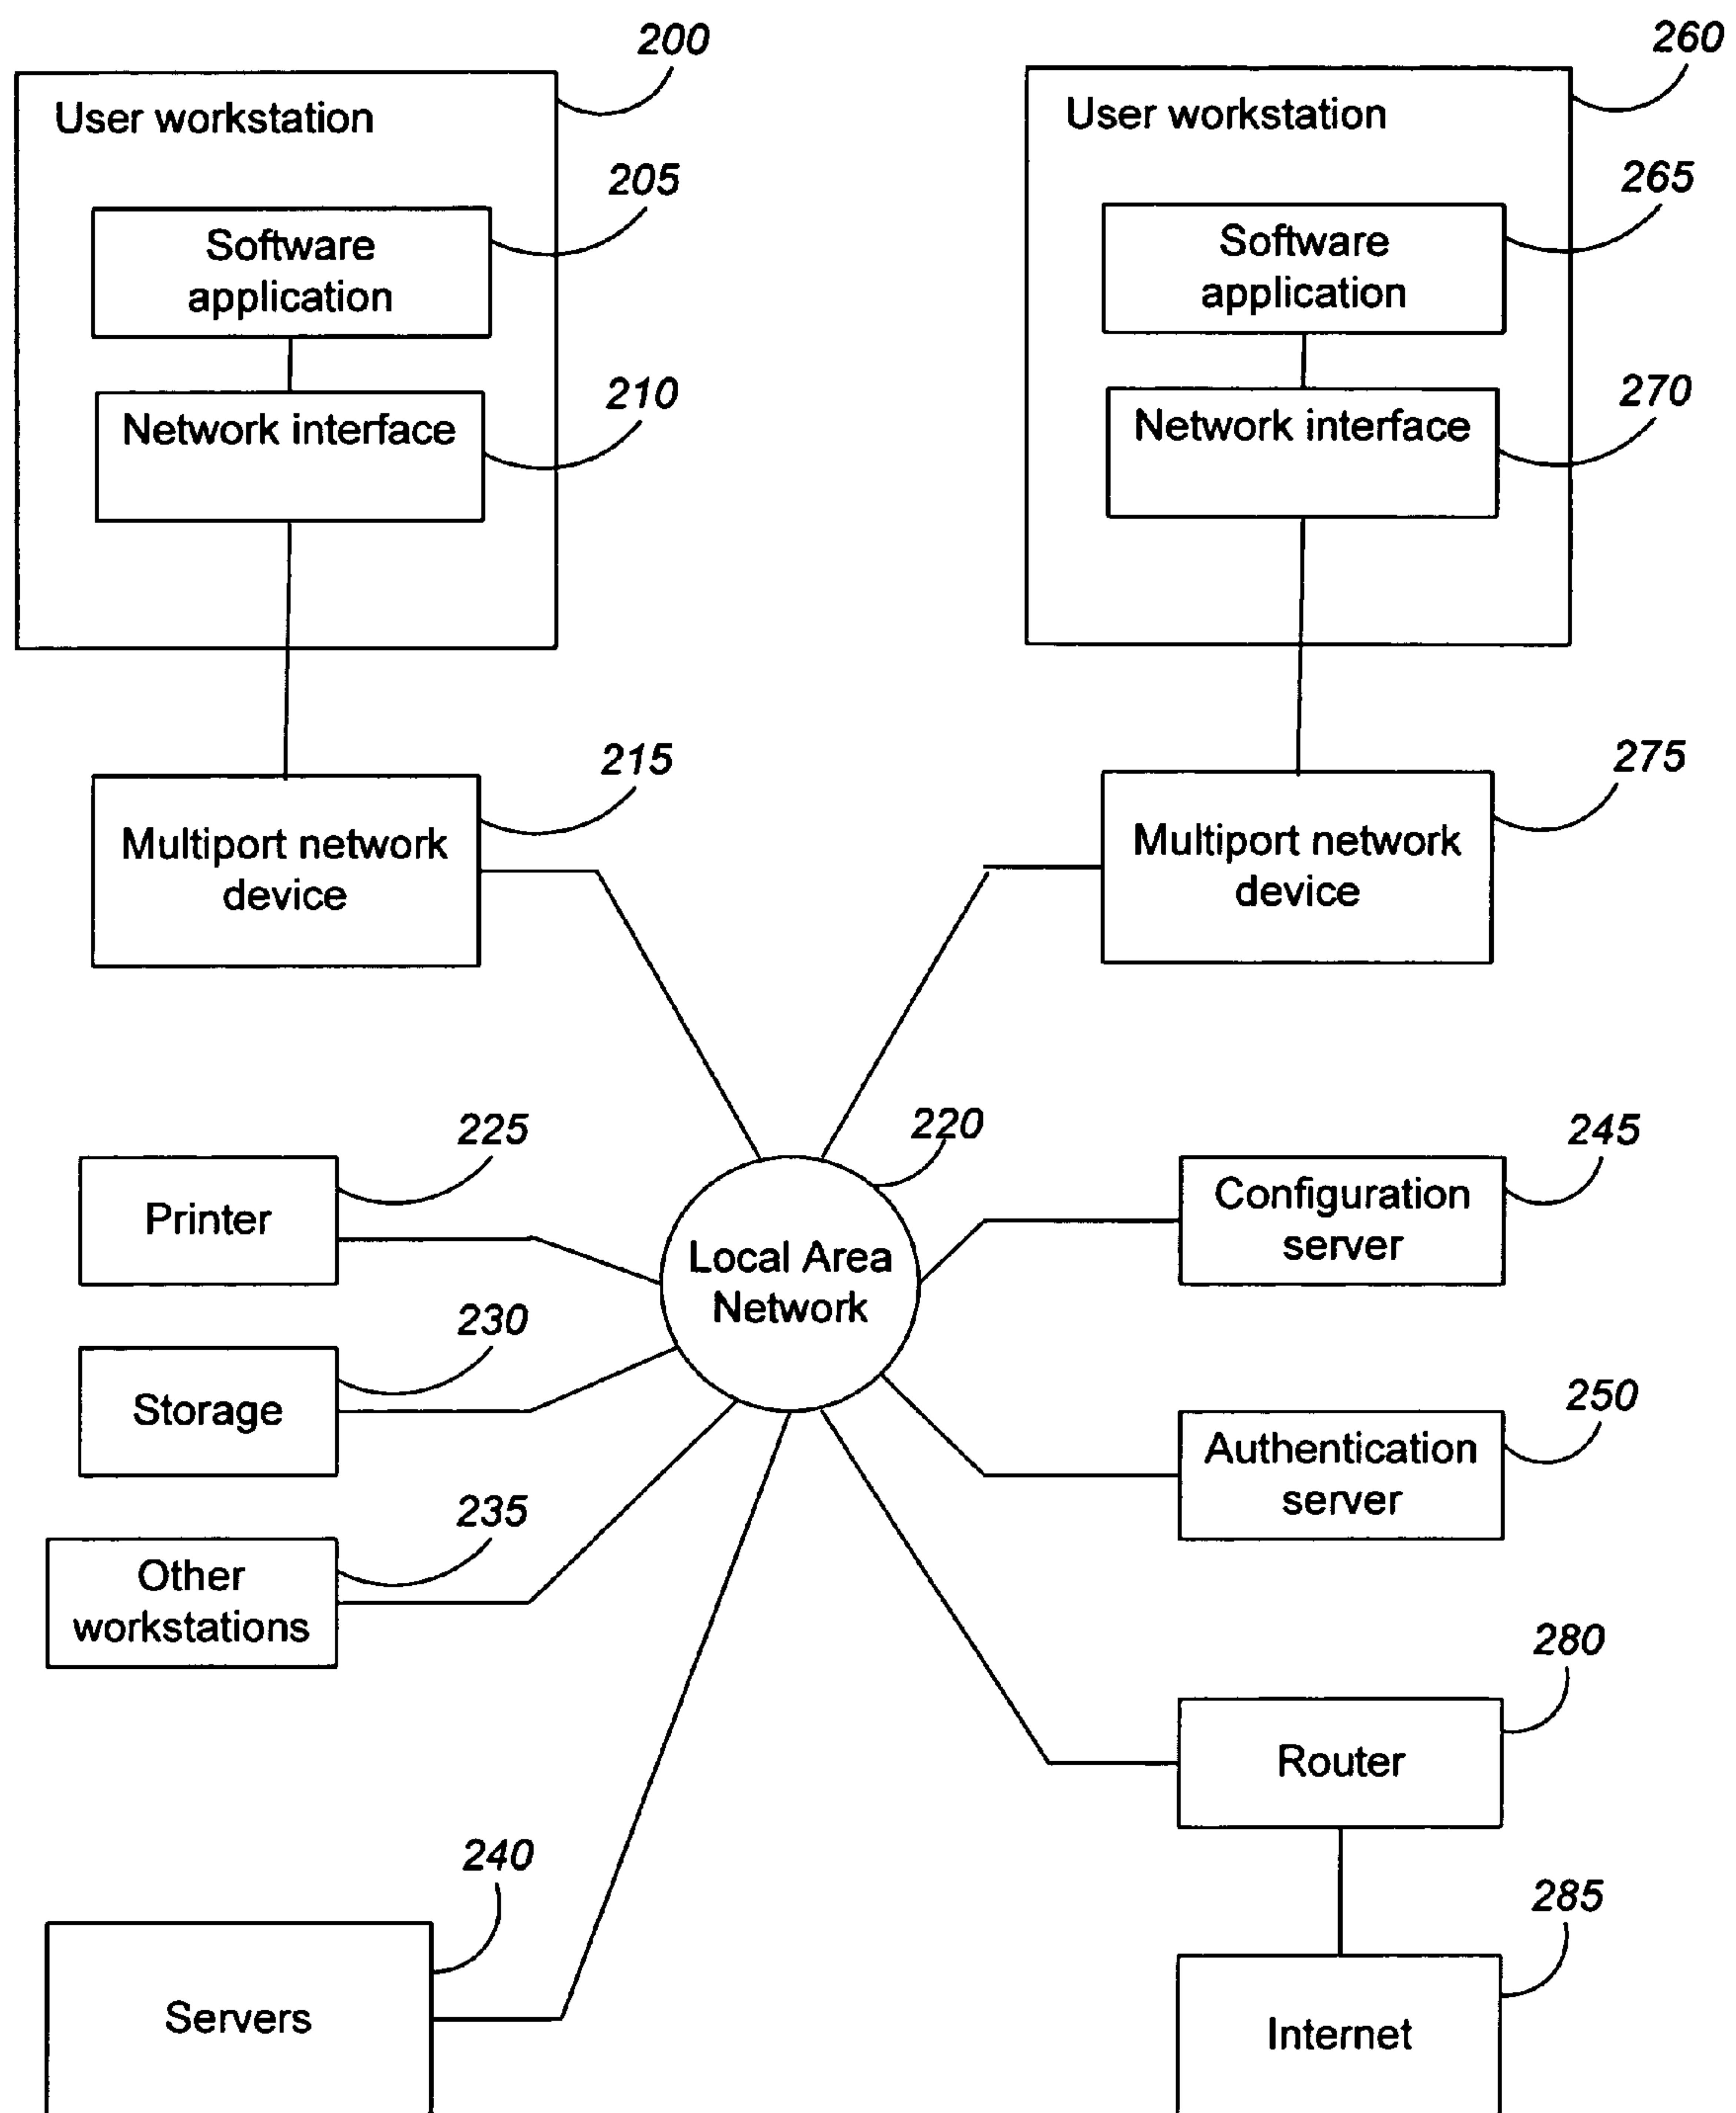 200
260
User workstation
User workstation
205
265
Software
application
Software
application
210
270
Network interface
Network interface
215
275
Multiport network
device
Multiport network
device
225
220
245
Printer
Local Area
Network
Configuration
server
230
Storage
250
Authentication
server
235
Other
workstations
280
Router
240
285
Servers
Internet